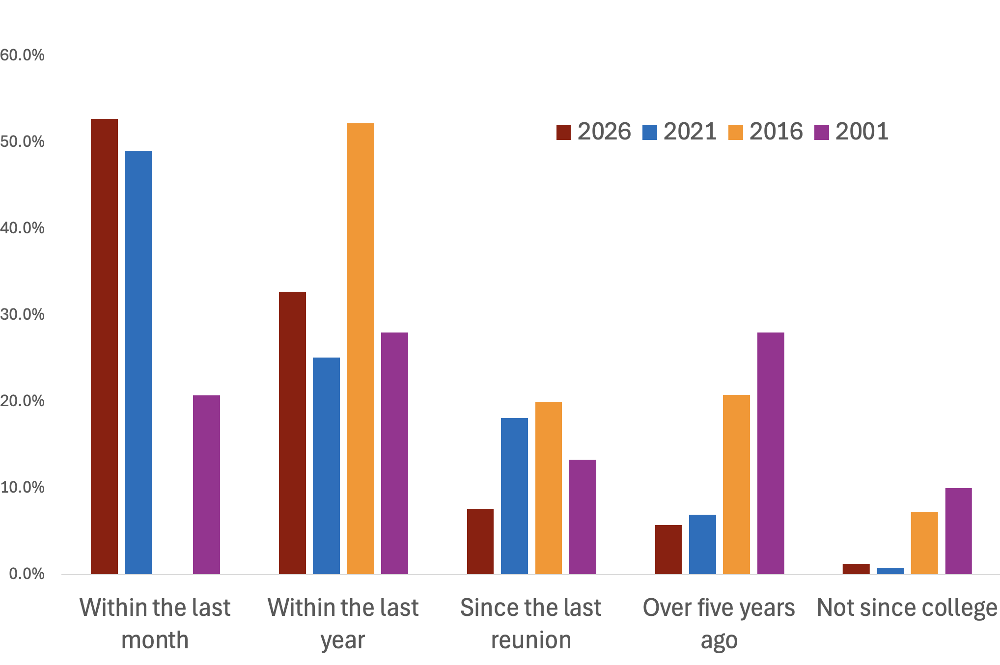 60.0%
2026 2021 2016 2001
50.0%
40.0%
30.0%
20.0%
10.0%
0.0%
Within the last
month
Within the last
year
Since the last
reunion
Over five years
ago
Not since college